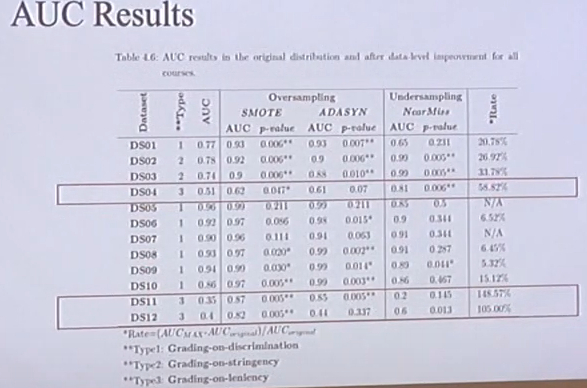 AUC Results
Table 4.6: AUC results in the original distribution and after data-level improvement for all
courses.
Dataset **Type AUC Oversampling Undersampling *Rate
SMOTE ADASYN NearMiss
AUC p-value AUC p-value AUC p-value
DS01 1 0.77 0.93 0.006** 0.93 0.007** 0.65 0.231 20.78%
DS02 2 0.78 0.92 0.006** 0.9 0.006** 0.99 0.005** 26.92%
DS03 2 0.74 0.9 0.006** 0.88 0.010** 0.99 0.005** 33.78%
DS04 3 0.51 0.62 0.047* 0.61 0.07 0.81 0.006** 58.82%
DS05 1 0.96 0.99 0.211 0.99 0.211 0.85 0.5 N/A
DS06 1 0.92 0.97 0.086 0.98 0.015* 0.9 0.344 6.52%
DS07 1 0.90 0.96 0.114 0.94 0.063 0.91 0.344 N/A
DS08 1 0.93 0.97 0.020* 0.99 0.002** 0.91 0.287 6.45%
DS09 1 0.94 0.99 0.030* 0.99 0.014* 0.89 0.044* 5.32%
DS10 1 0.86 0.97 0.005** 0.99 0.003** 0.86 0.467 15.12%
DS11 3 0.35 0.87 0.005** 0.85 0.005** 0.2 0.145 148.57%
DS12 3 0.4 0.82 0.005** 0.44 0.337 0.6 0.013 105.00%
*Rate=(AUCMAX-AUCoriginal)/AUCoriginal
**Type1: Grading-on-discrimination
**Type2: Grading-on-stringency
**Type3: Grading-on-leniency